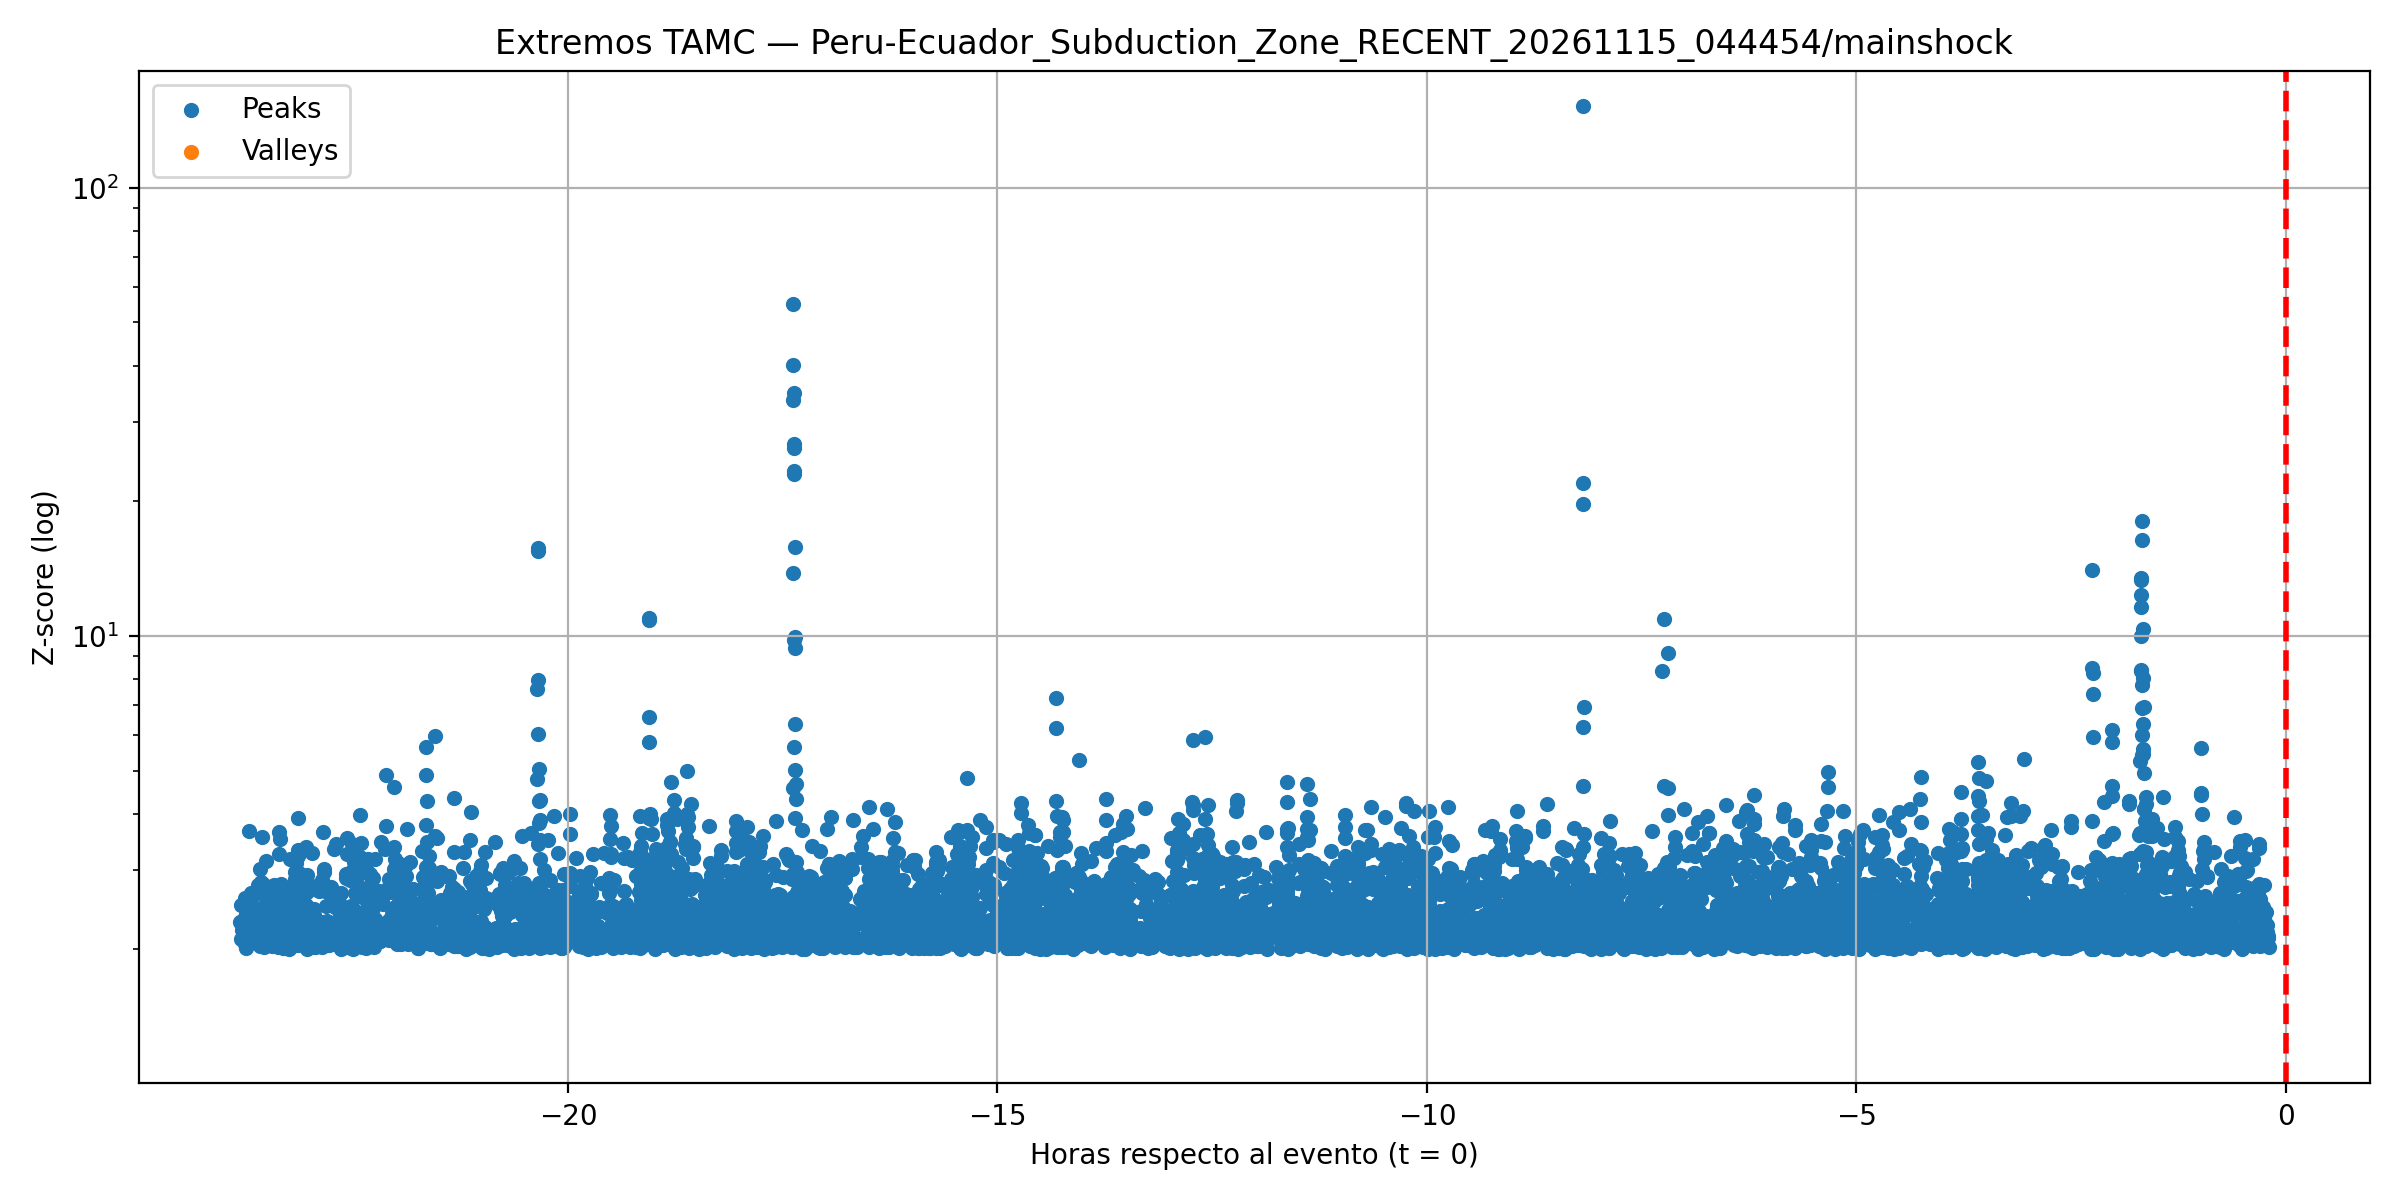 Extremos TAMC — Peru-Ecuador_Subduction_Zone_RECENT_20261115_044454/mainshock
Peaks
Valleys
10²
10¹
Z-score (log)
−20 −15 −10 −5 0
Horas respecto al evento (t = 0)